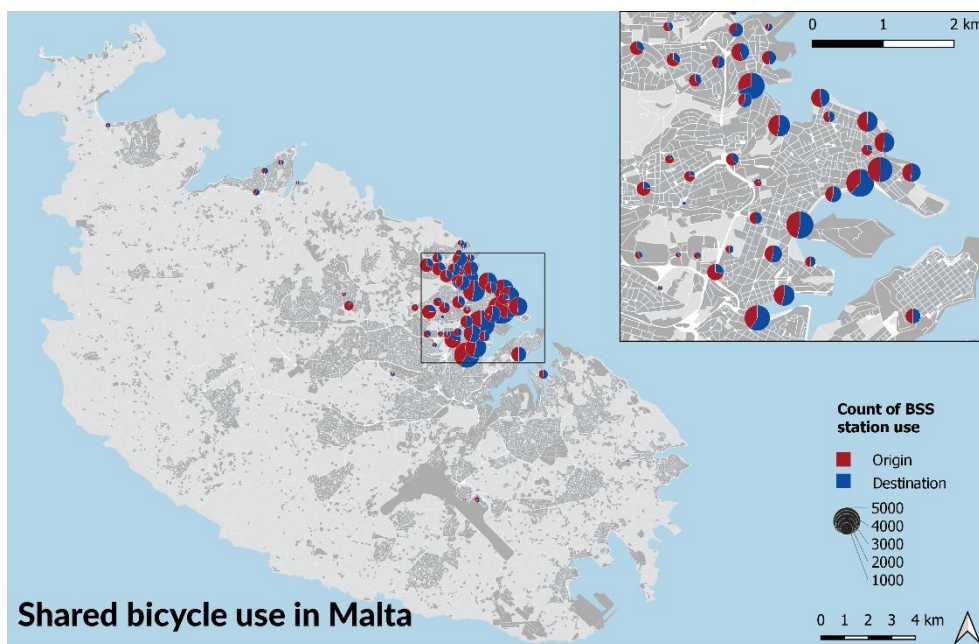 0 1 2 km
Count of BSS
station use
Origin
Destination
5000
4000
3000
2000
1000
Shared bicycle use in Malta
0 1 2 3 4 km